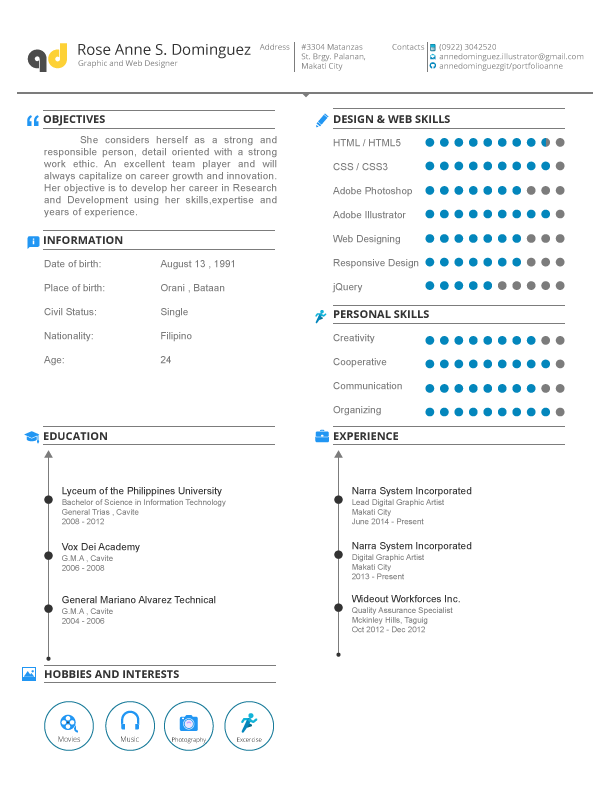 Rose Anne S. Dominguez
Graphic and Web Designer
Address
#3304 Matanzas
St. Brgy. Palanan,
Makati City
Contacts
(0922) 3042520
annedominguez.illustrator@gmail.com
annedominguezgit/portfolioanne
OBJECTIVES
She considers herself as a strong and
responsible person, detail oriented with a strong
work ethic. An excellent team player and will
always capitalize on career growth and innovation.
Her objective is to develop her career in Research
and Development using her skills,expertise and
years of experience.
INFORMATION
Date of birth: August 13 , 1991
Place of birth: Orani , Bataan
Civil Status: Single
Nationality: Filipino
Age: 24
DESIGN & WEB SKILLS
HTML / HTML5
CSS / CSS3
Adobe Photoshop
Adobe Illustrator
Web Designing
Responsive Design
jQuery
PERSONAL SKILLS
Creativity
Cooperative
Communication
Organizing
EDUCATION
Lyceum of the Philippines University
Bachelor of Science in Information Technology
General Trias , Cavite
2008 - 2012
Vox Dei Academy
G.M.A , Cavite
2006 - 2008
General Mariano Alvarez Technical
G.M.A , Cavite
2004 - 2006
EXPERIENCE
Narra System Incorporated
Lead Digital Graphic Artist
Makati City
June 2014 - Present
Narra System Incorporated
Digital Graphic Artist
Makati City
2013 - Present
Wideout Workforces Inc.
Quality Assurance Specialist
Mckinley Hills, Taguig
Oct 2012 - Dec 2012
HOBBIES AND INTERESTS
Movies
Music
Photography
Excercise